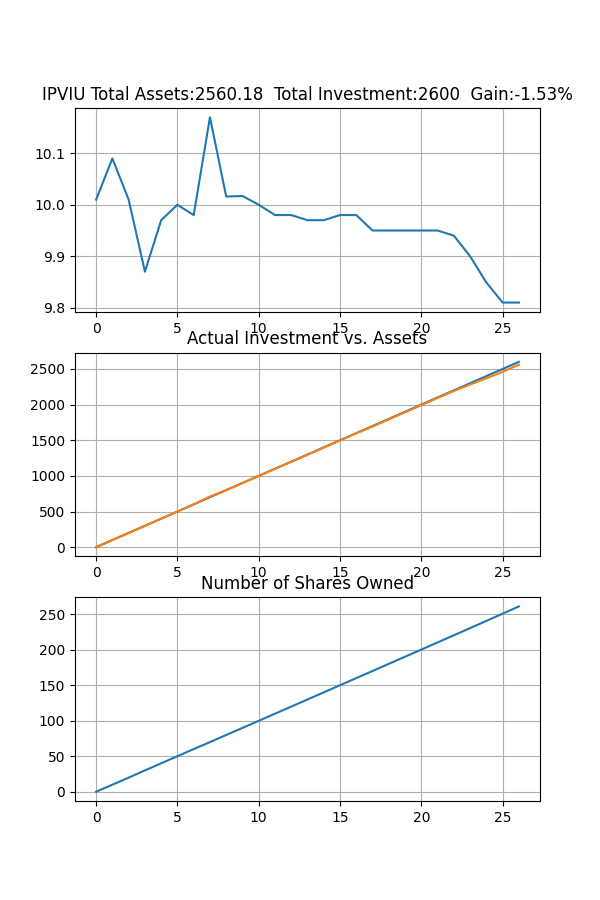 IPVIU Total Assets:2560.18  Total Investment:2600  Gain:-1.53%
10.1
10.0
9.9
9.8
0 5 10 15 20 25
Actual Investment vs. Assets
2500
2000
1500
1000
500
0
0 5 10 15 20 25
Number of Shares Owned
250
200
150
100
50
0
0 5 10 15 20 25